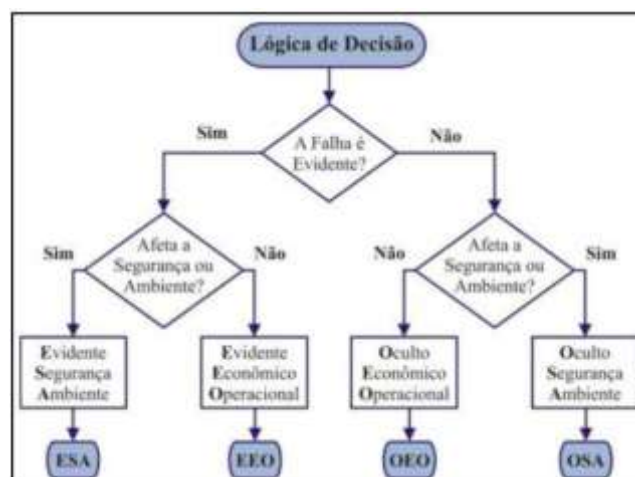 Lógica de Decisão
Sim
A Falha é
Evidente?
Não
Sim
Afeta a
Segurança ou
Ambiente?
Não
Não
Afeta a
Segurança ou
Ambiente?
Sim
Evidente
Segurança
Ambiente
Evidente
Econômico
Operacional
Oculto
Econômico
Operacional
Oculto
Segurança
Ambiente
ESA
EEO
OEO
OSA